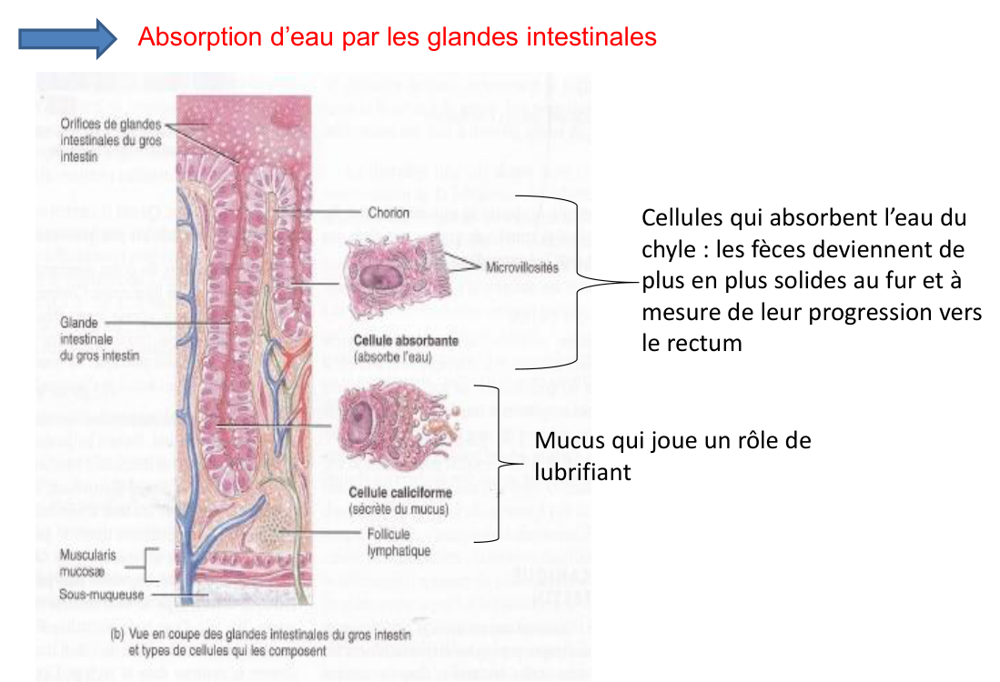 Absorption d’eau par les glandes intestinales
Orifices de glandes
intestinales du gros
intestin
Chorion
Microvillosités
Glande
intestinale
du gros intestin
Cellule absorbante
(absorbe l'eau)
Cellules qui absorbent l’eau du
chyle : les fèces deviennent de
plus en plus solides au fur et à
mesure de leur progression vers
le rectum
Mucus qui joue un rôle de
lubrifiant
Cellule caliciforme
(sécrète du mucus)
Follicule
lymphatique
Muscularis
mucosæ
Sous-muqueuse
(b) Vue en coupe des glandes intestinales du gros intestin
et types de cellules qui les composent